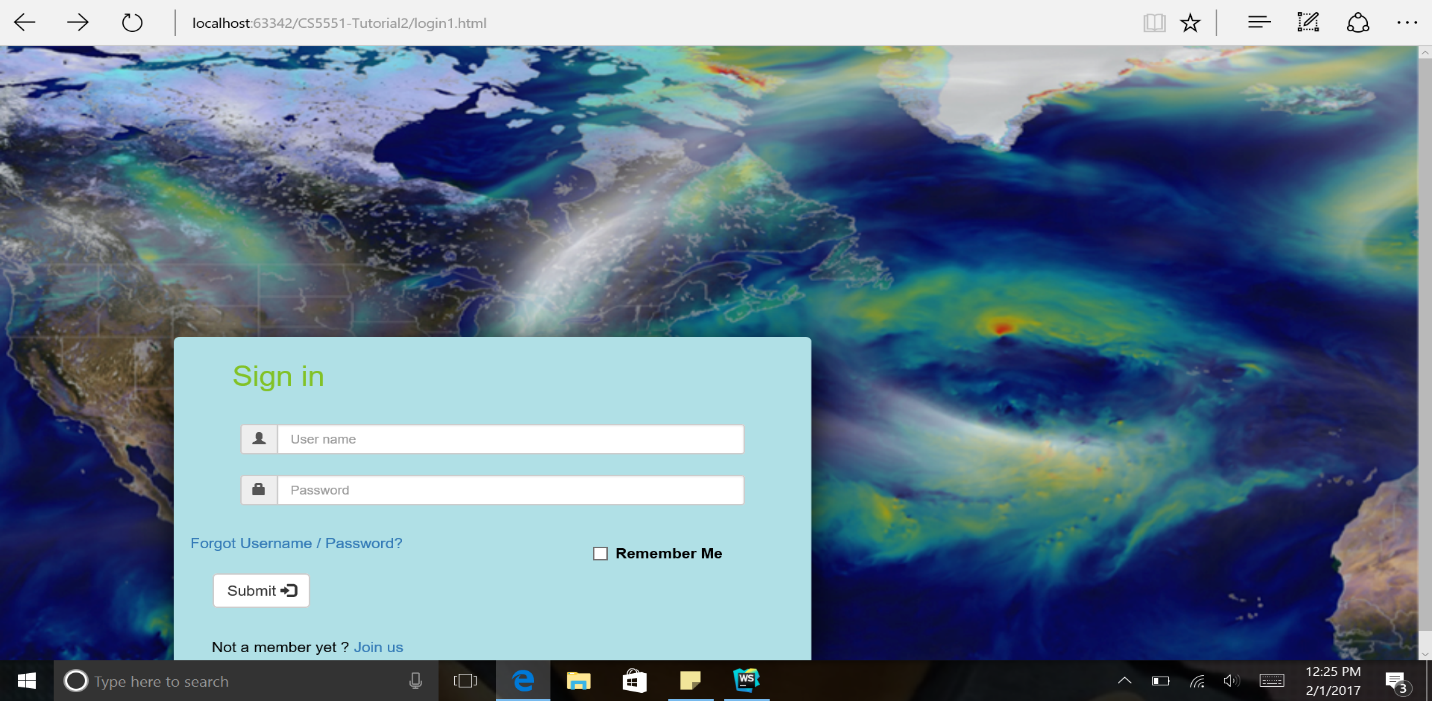 localhost:63342/CS5551-Tutorial2/login1.html
Sign in
User name
Password
Forgot Username / Password?
Remember Me
Submit
Not a member yet ? Join us
Type here to search
WS
12:25 PM
2/1/2017
3